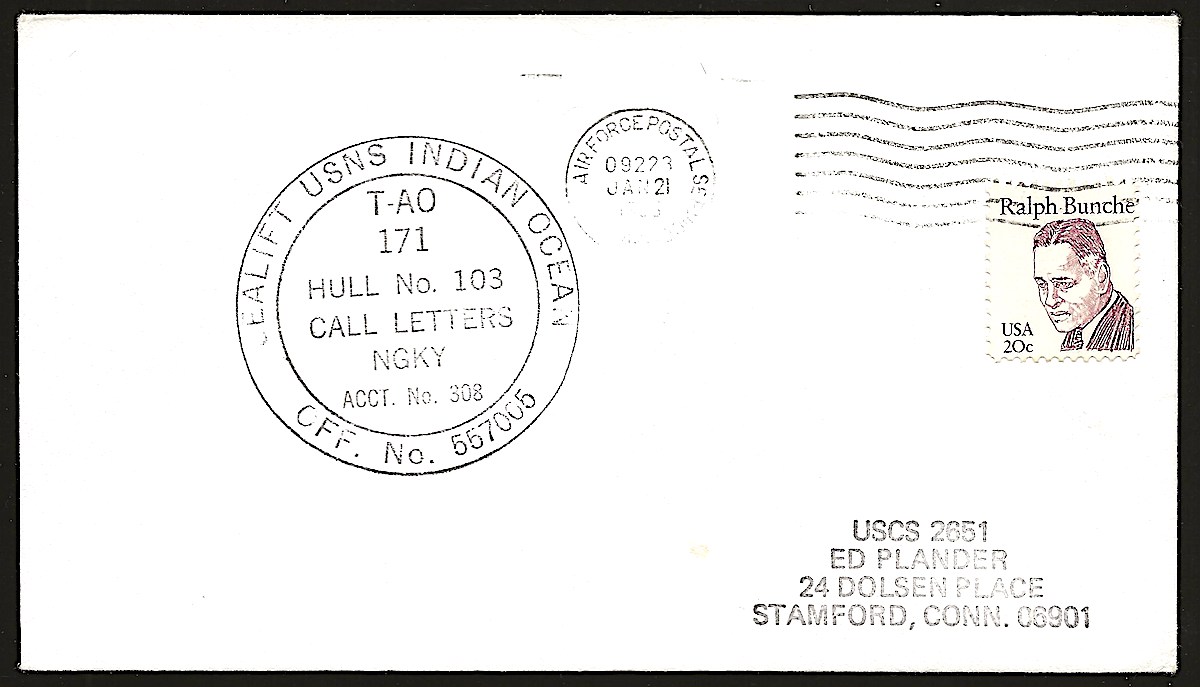 SEALIFT USNS INDIAN OCEAN
T-AO
171
HULL No. 103
CALL LETTERS
NGKY
ACCT. No. 308
OFF. No. 557005
AIR FORCE POSTAL
09223
JAN 21
Ralph Bunche
USA
20c
USCS 2651
ED PLANDER
24 DOLSEN PLACE
STAMFORD, CONN. 06901